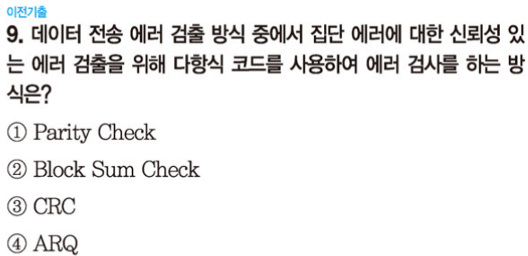 이전기출
9. 데이터 전송 에러 검출 방식 중에서 집단 에러에 대한 신뢰성 있
는 에러 검출을 위해 다항식 코드를 사용하여 에러 검사를 하는 방
식은?
① Parity Check
② Block Sum Check
③ CRC
④ ARQ